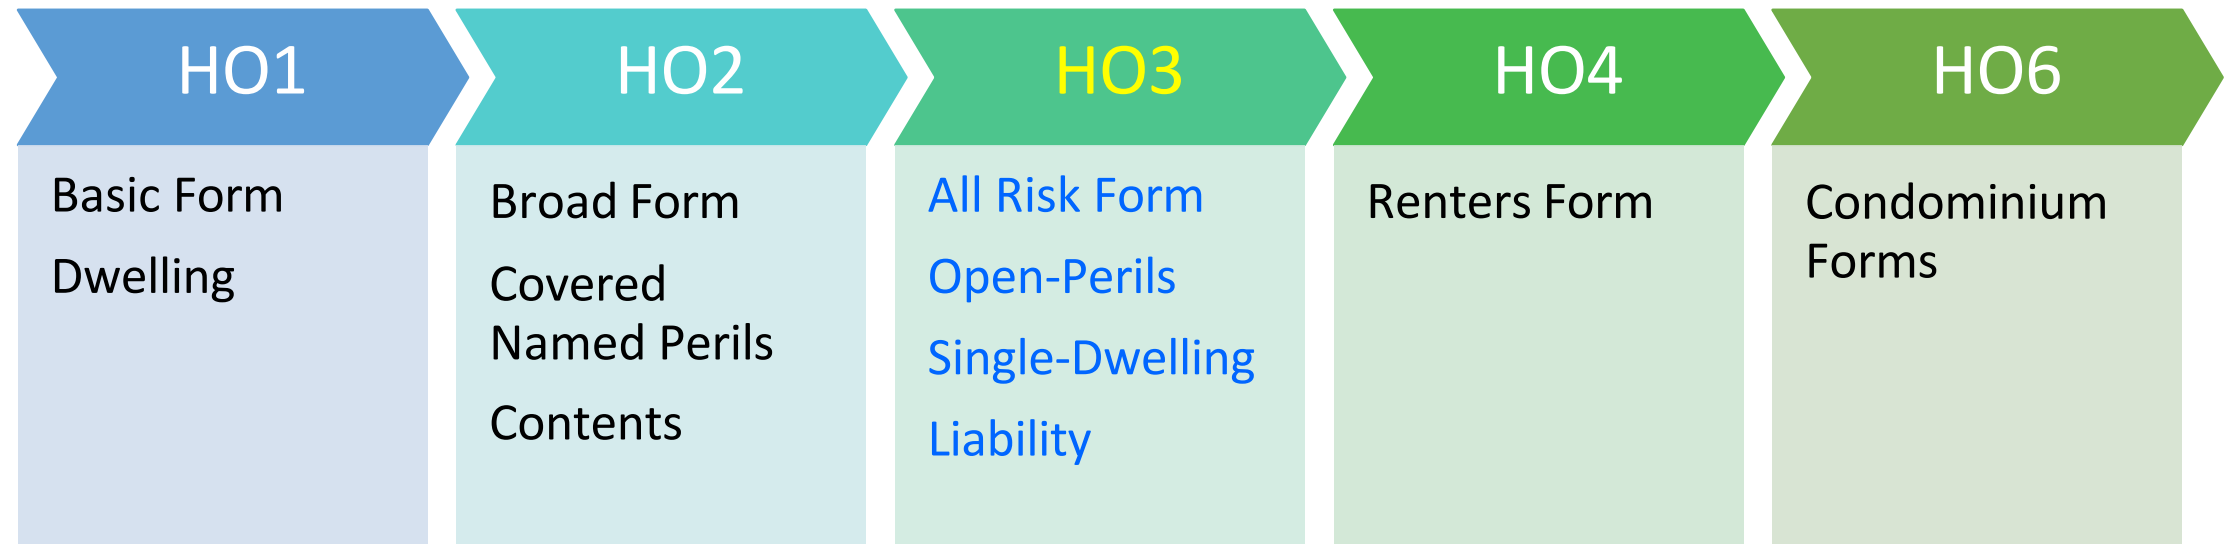 HO1
Basic Form
Dwelling
HO2
Broad Form
Covered
Named Perils
Contents
HO3
All Risk Form
Open-Perils
Single-Dwelling
Liability
HO4
Renters Form
HO6
Condominium
Forms